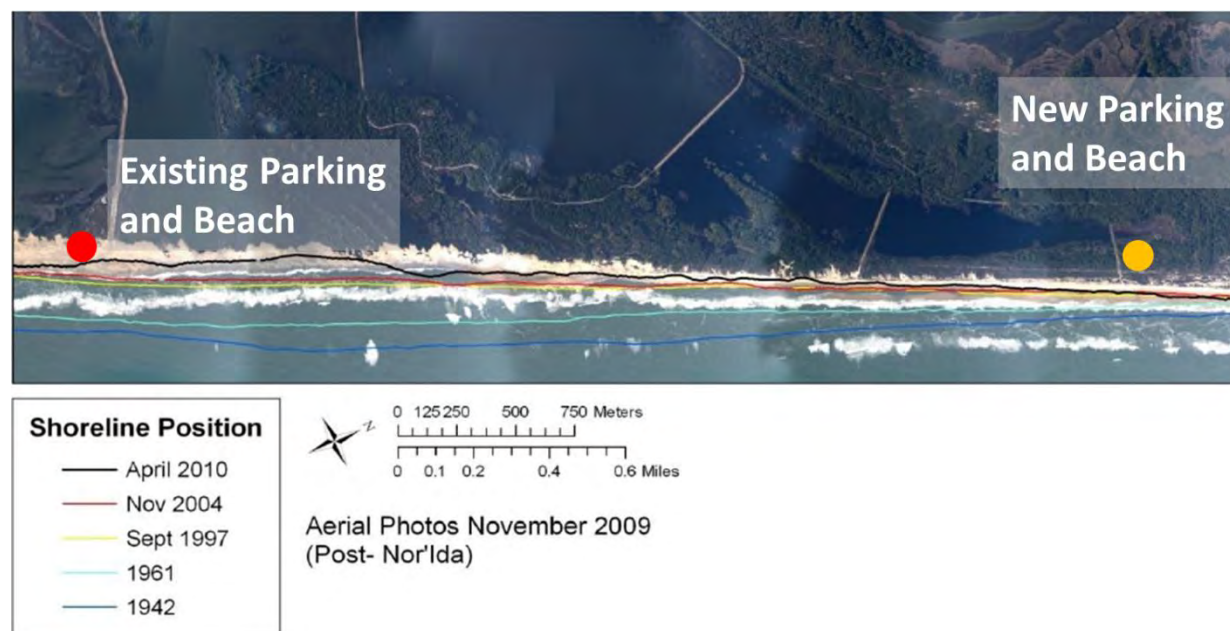 Existing Parking
and Beach
New Parking
and Beach
Shoreline Position
April 2010
Nov 2004
Sept 1997
1961
1942
N
0 125 250 500 750 Meters
0 0.1 0.2 0.4 0.6 Miles
Aerial Photos November 2009
(Post- Nor'Ida)